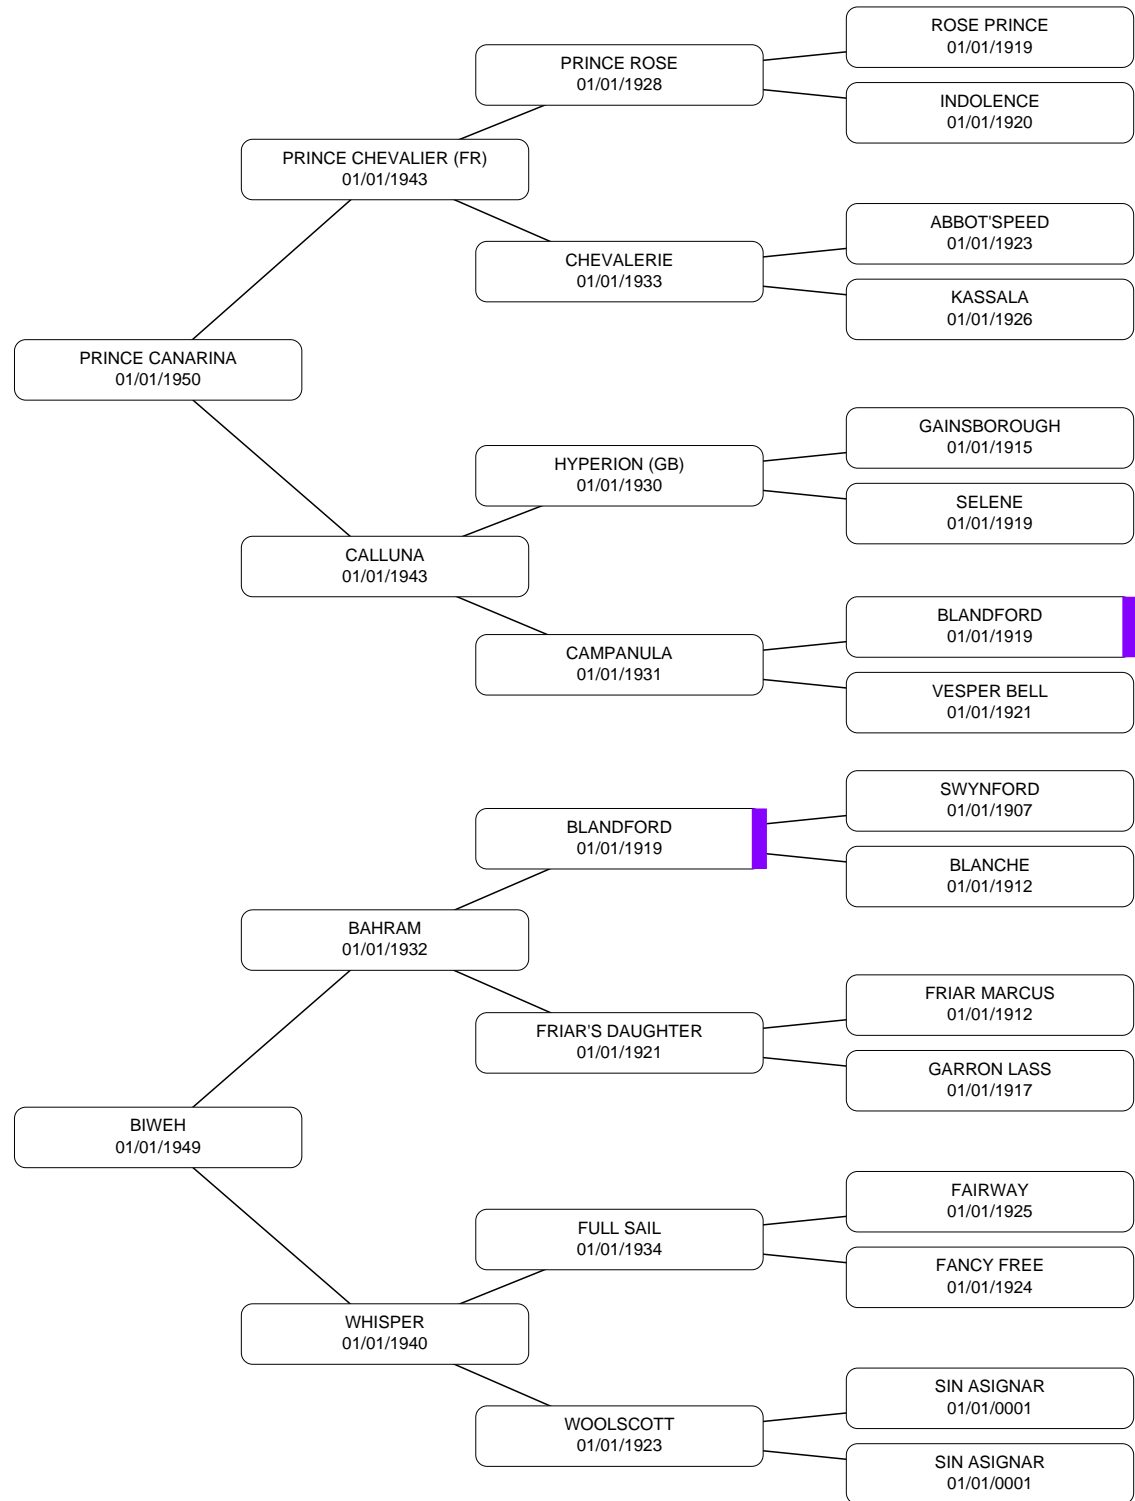 ROSE PRINCE
01/01/1919
PRINCE ROSE
01/01/1928
INDOLENCE
01/01/1920
PRINCE CHEVALIER (FR)
01/01/1943
ABBOT'SPEED
01/01/1923
CHEVALERIE
01/01/1933
KASSALA
01/01/1926
PRINCE CANARINA
01/01/1950
GAINSBOROUGH
01/01/1915
HYPERION (GB)
01/01/1930
SELENE
01/01/1919
CALLUNA
01/01/1943
BLANDFORD
01/01/1919
CAMPANULA
01/01/1931
VESPER BELL
01/01/1921
SWYNFORD
01/01/1907
BLANDFORD
01/01/1919
BLANCHE
01/01/1912
BAHRAM
01/01/1932
FRIAR MARCUS
01/01/1912
FRIAR'S DAUGHTER
01/01/1921
GARRON LASS
01/01/1917
BIWEH
01/01/1949
FAIRWAY
01/01/1925
FULL SAIL
01/01/1934
FANCY FREE
01/01/1924
WHISPER
01/01/1940
SIN ASIGNAR
01/01/0001
WOOLSCOTT
01/01/1923
SIN ASIGNAR
01/01/0001